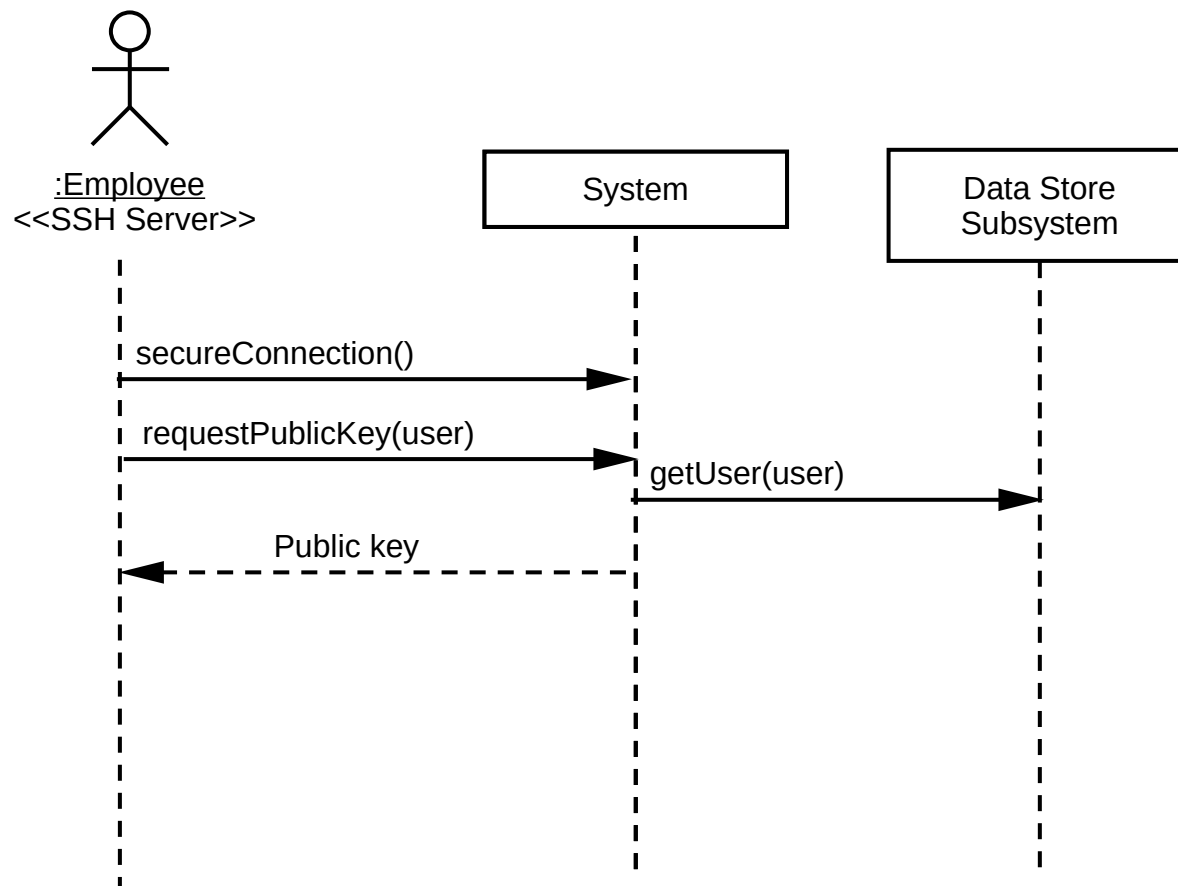 :Employee
<<SSH Server>>
System
Data Store
Subsystem
secureConnection()
requestPublicKey(user)
getUser(user)
Public key